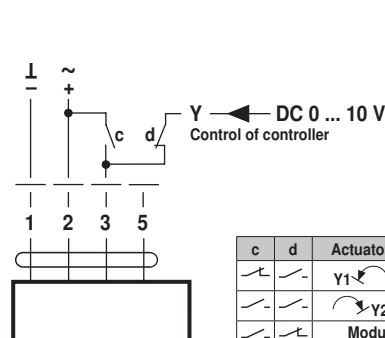 ⊥ ~
– +
Y DC 0 ... 10 V
c d Control of controller
1 2 3 5
c d
Y1
Y2